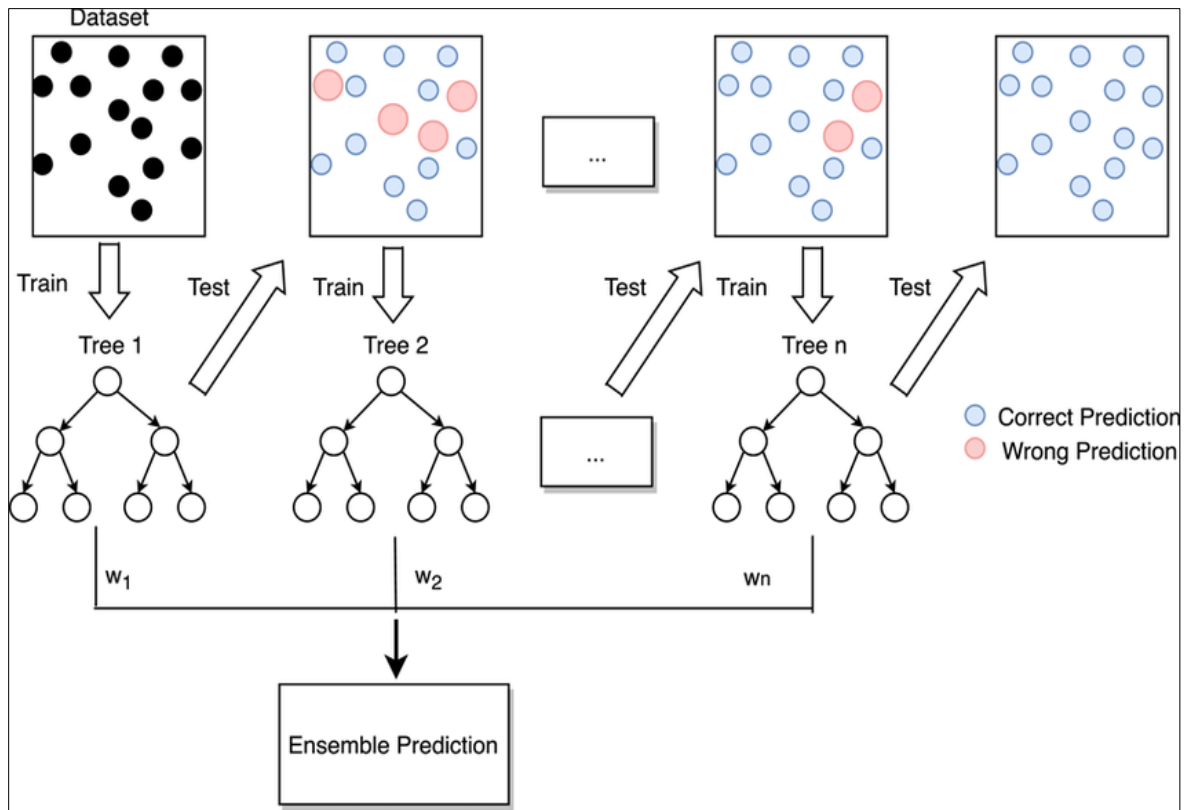 Dataset
...
Train
Test
Train
Test
Train
Test
Tree 1
Tree 2
Tree n
...
Correct Prediction
Wrong Prediction
w1
w2
wn
Ensemble Prediction